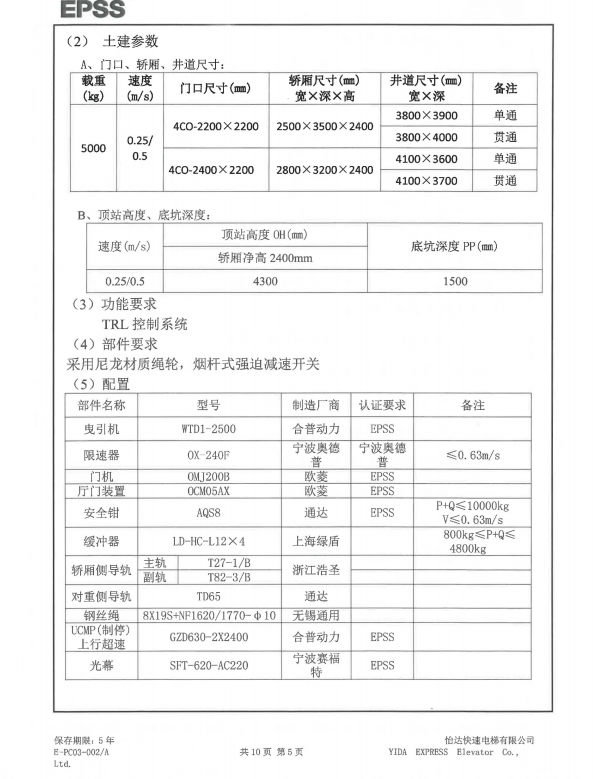 EPSS
（2） 土建参数
A、门口、轿厢、井道尺寸：
载重(kg) 速度(m/s) 门口尺寸(mm) 轿厢尺寸(mm)宽×深×高 井道尺寸(mm)宽×深 备注
5000 0.25/0.5 4CO-2200×2200 2500×3500×2400 3800×3900 单通
3800×4000 贯通
4CO-2400×2200 2800×3200×2400 4100×3600 单通
4100×3700 贯通
B、顶站高度、底坑深度：
速度(m/s) 顶站高度 OH(mm) 底坑深度 PP(mm)
轿厢净高 2400mm
0.25/0.5 4300 1500
（3）功能要求
TRL 控制系统
（4）部件要求
采用尼龙材质绳轮，烟杆式强迫减速开关
（5）配置
部件名称 型号 制造厂商 认证要求 备注
曳引机 WTD1-2500 合普动力 EPSS
限速器 OX-240F 宁波奥德普 宁波奥德普 ≤0.63m/s
门机 OMJ200B 欧菱 EPSS
厅门装置 OCM05AX 欧菱 EPSS
安全钳 AQS8 通达 EPSS P+Q≤10000kg V≤0.63m/s
缓冲器 LD-HC-L12×4 上海绿盾 800kg≤P+Q≤4800kg
轿厢侧导轨 主轨 T27-1/B 浙江浩圣
副轨 T82-3/B
对重侧导轨 TD65 通达
钢丝绳 8X19S+NF1620/1770-φ10 无锡通用
UCMP(制停)上行超速 GZD630-2X2400 合普动力 EPSS
光幕 SFT-620-AC220 宁波赛福特 EPSS
保存期限：5 年 怡达快速电梯有限公司
E-PC03-002/A 共 10 页 第 5 页 YIDA EXPRESS Elevator Co.,
Ltd.